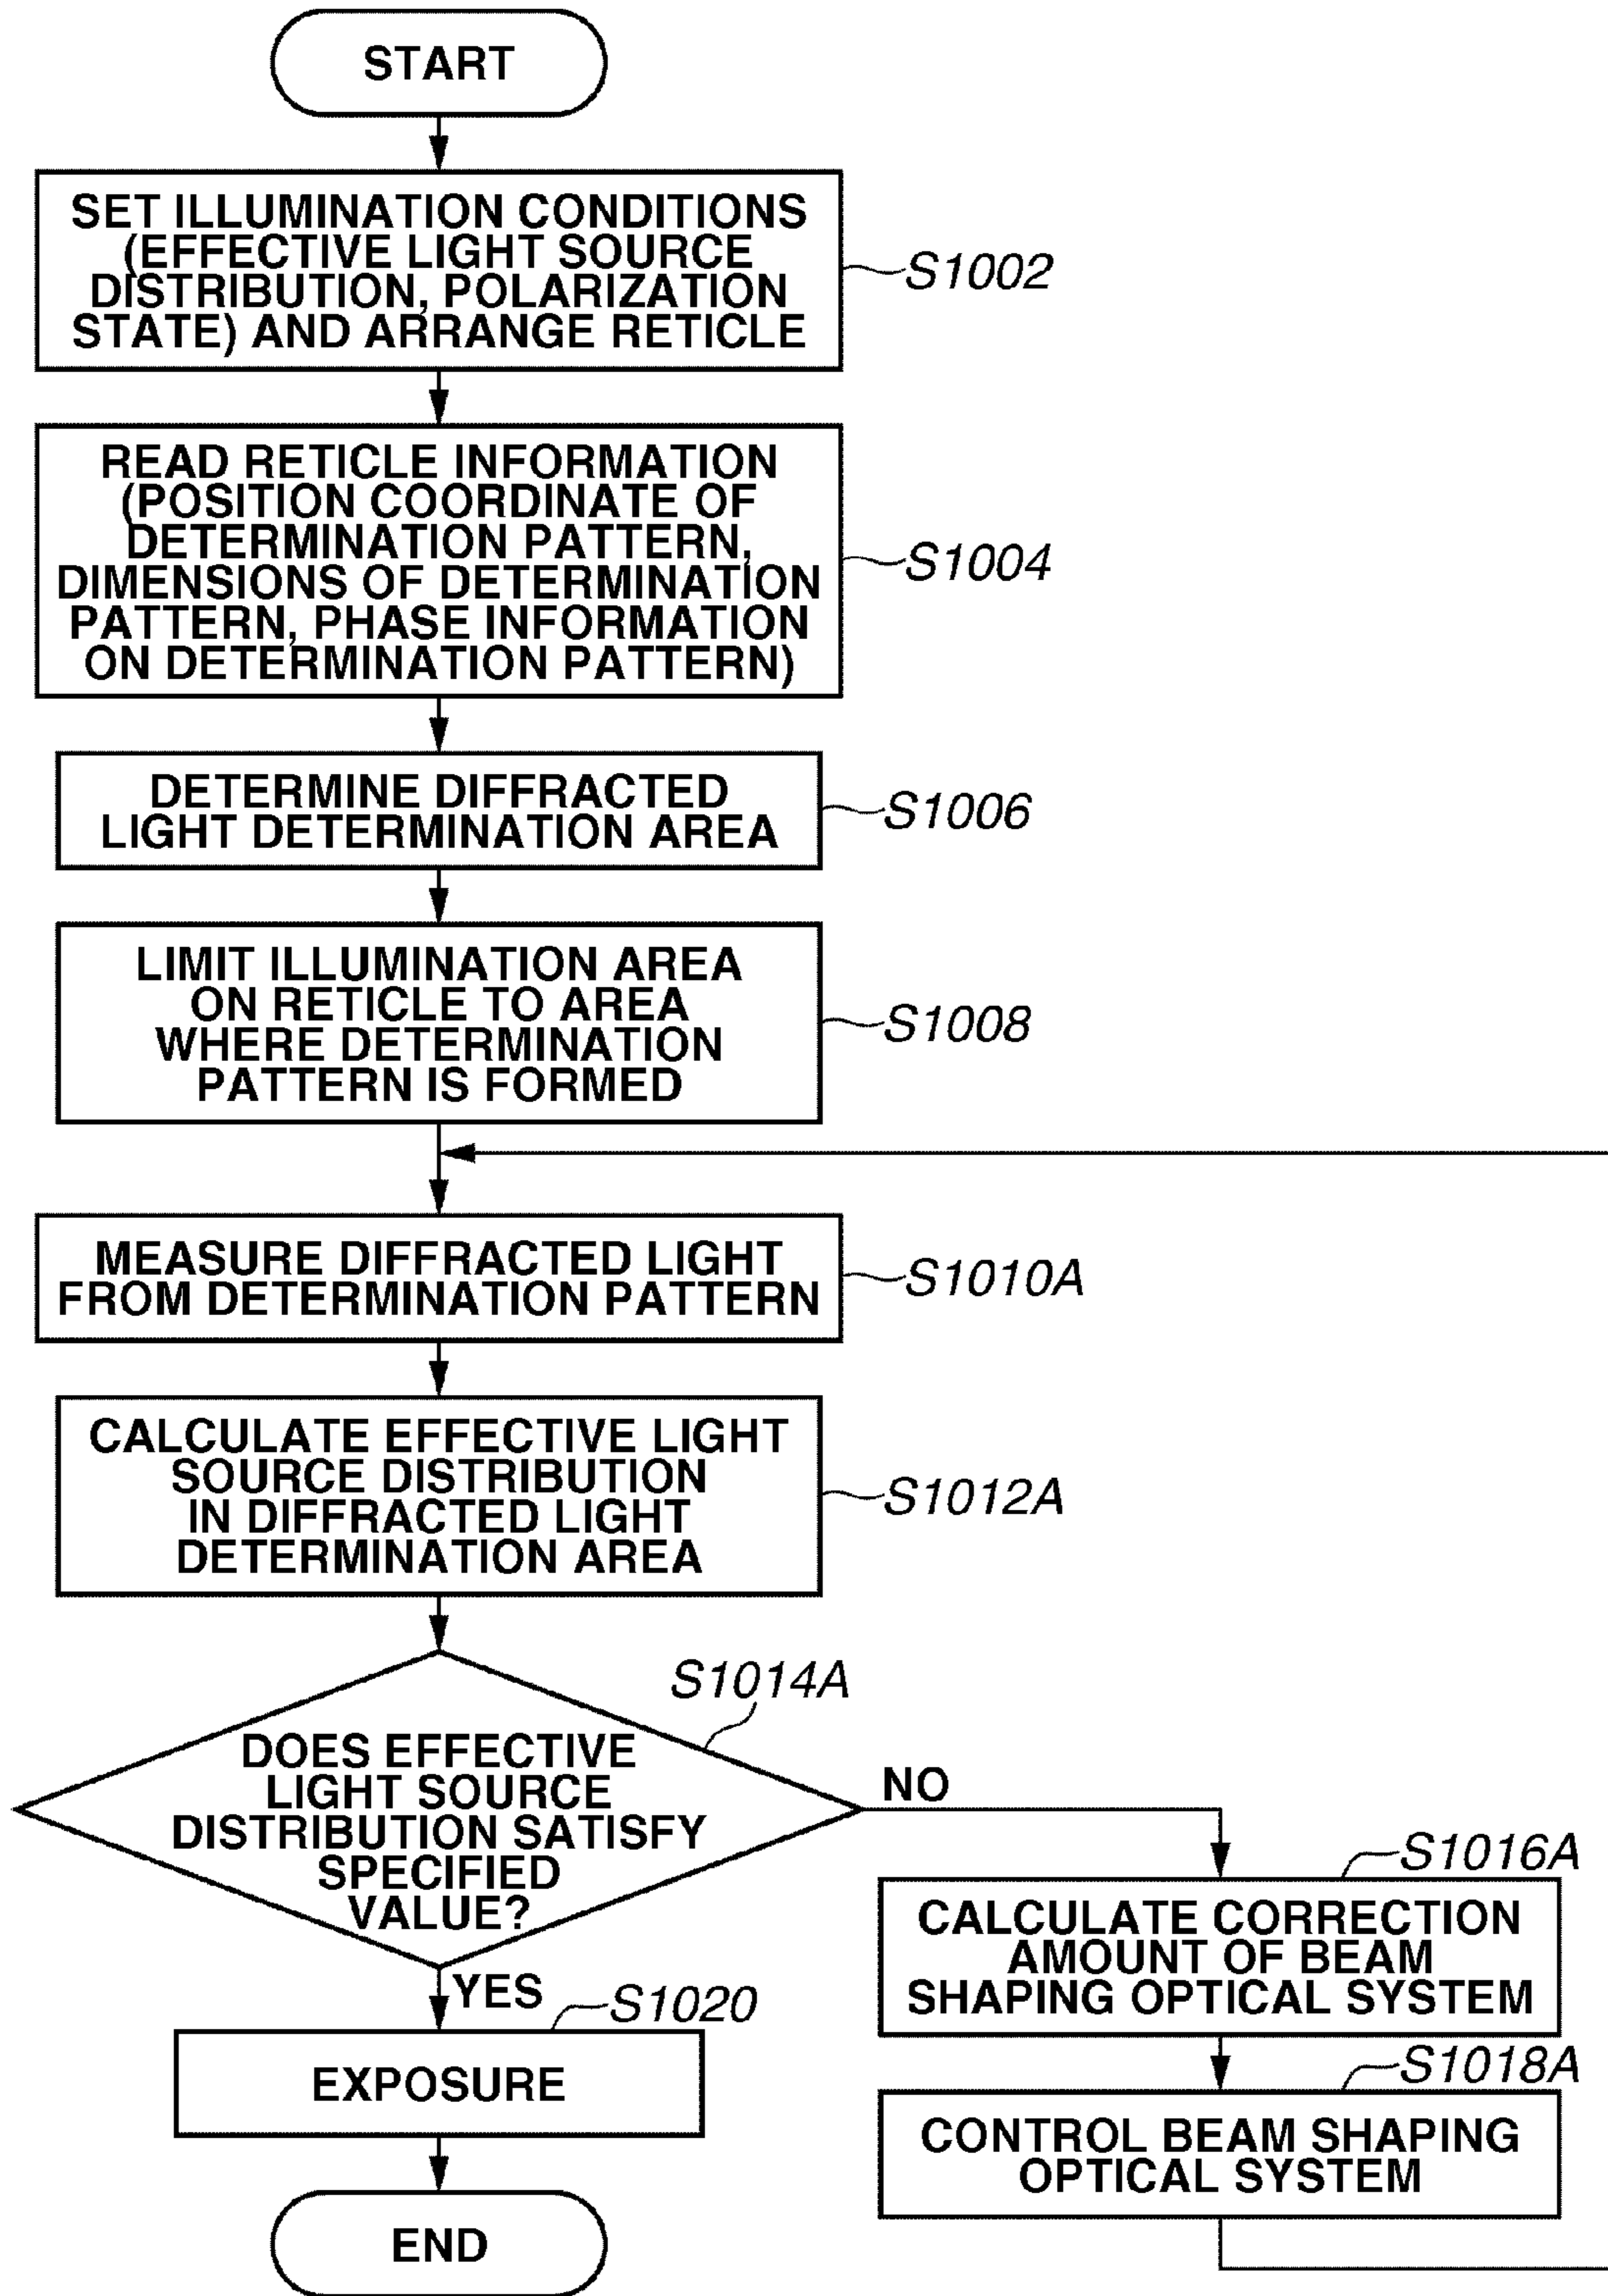 START
SET ILLUMINATION CONDITIONS
(EFFECTIVE LIGHT SOURCE
DISTRIBUTION, POLARIZATION
STATE) AND ARRANGE RETICLE
S1002
READ RETICLE INFORMATION
(POSITION COORDINATE OF
DETERMINATION PATTERN,
DIMENSIONS OF DETERMINATION
PATTERN, PHASE INFORMATION
ON DETERMINATION PATTERN)
S1004
DETERMINE DIFFRACTED
LIGHT DETERMINATION AREA
S1006
LIMIT ILLUMINATION AREA
ON RETICLE TO AREA
WHERE DETERMINATION
PATTERN IS FORMED
S1008
MEASURE DIFFRACTED LIGHT
FROM DETERMINATION PATTERN
S1010A
CALCULATE EFFECTIVE LIGHT
SOURCE DISTRIBUTION
IN DIFFRACTED LIGHT
DETERMINATION AREA
S1012A
S1014A
DOES EFFECTIVE
LIGHT SOURCE
DISTRIBUTION SATISFY
SPECIFIED
VALUE?
NO
S1016A
CALCULATE CORRECTION
AMOUNT OF BEAM
SHAPING OPTICAL SYSTEM
S1018A
CONTROL BEAM SHAPING
OPTICAL SYSTEM
YES
S1020
EXPOSURE
END